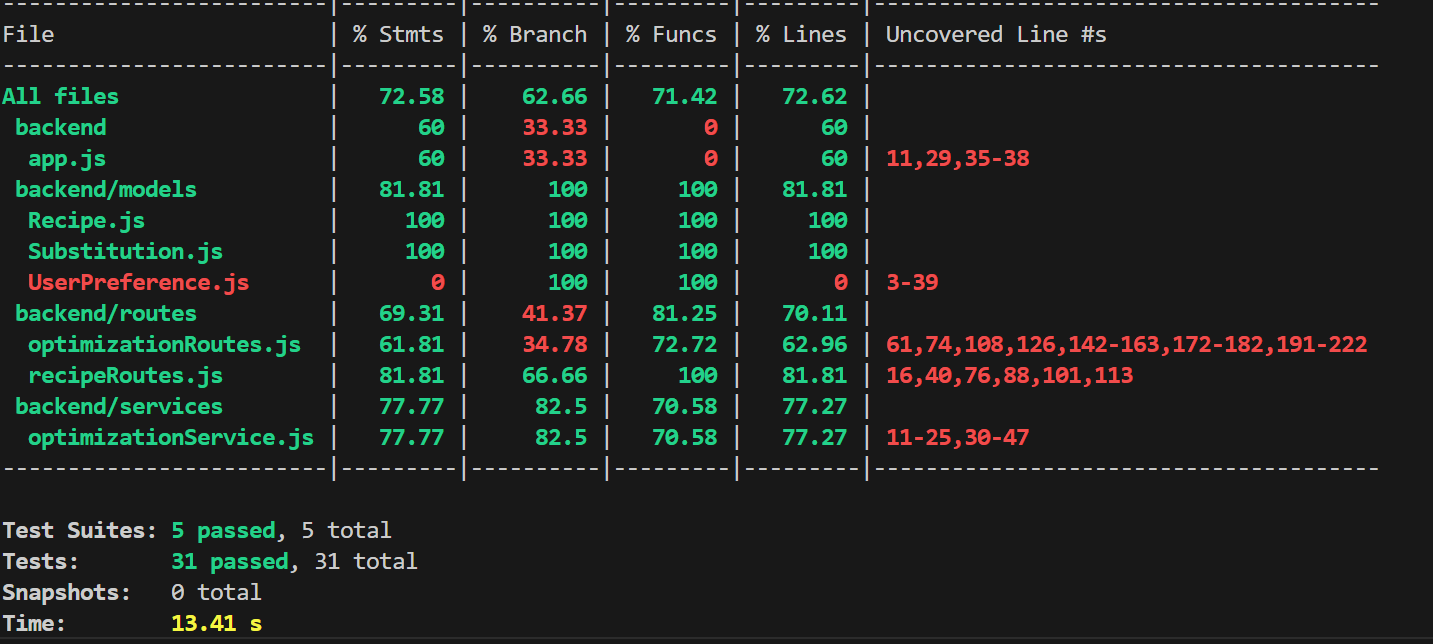 -------------------------|---------|----------|---------|---------|---------------------------------------
File                     | % Stmts | % Branch | % Funcs | % Lines | Uncovered Line #s
-------------------------|---------|----------|---------|---------|---------------------------------------
All files                |   72.58 |    62.66 |   71.42 |   72.62 |
 backend                 |      60 |    33.33 |       0 |      60 |
  app.js                 |      60 |    33.33 |       0 |      60 | 11,29,35-38
 backend/models          |   81.81 |      100 |     100 |   81.81 |
  Recipe.js              |     100 |      100 |     100 |     100 |
  Substitution.js        |     100 |      100 |     100 |     100 |
  UserPreference.js      |       0 |      100 |     100 |       0 | 3-39
 backend/routes          |   69.31 |    41.37 |   81.25 |   70.11 |
  optimizationRoutes.js  |   61.81 |    34.78 |   72.72 |   62.96 | 61,74,108,126,142-163,172-182,191-222
  recipeRoutes.js        |   81.81 |    66.66 |     100 |   81.81 | 16,40,76,88,101,113
 backend/services        |   77.77 |     82.5 |   70.58 |   77.27 |
  optimizationService.js |   77.77 |     82.5 |   70.58 |   77.27 | 11-25,30-47
-------------------------|---------|----------|---------|---------|---------------------------------------
Test Suites: 5 passed, 5 total
Tests:       31 passed, 31 total
Snapshots:   0 total
Time:        13.41 s